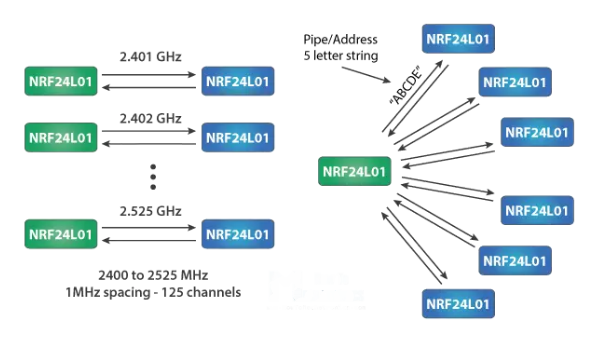 2.401 GHz
NRF24L01
NRF24L01
2.402 GHz
NRF24L01
NRF24L01
2.525 GHz
NRF24L01
NRF24L01
2400 to 2525 MHz
1MHz spacing - 125 channels
Pipe/Address
5 letter string
"ABCDE"
NRF24L01
NRF24L01
NRF24L01
NRF24L01
NRF24L01
NRF24L01
NRF24L01